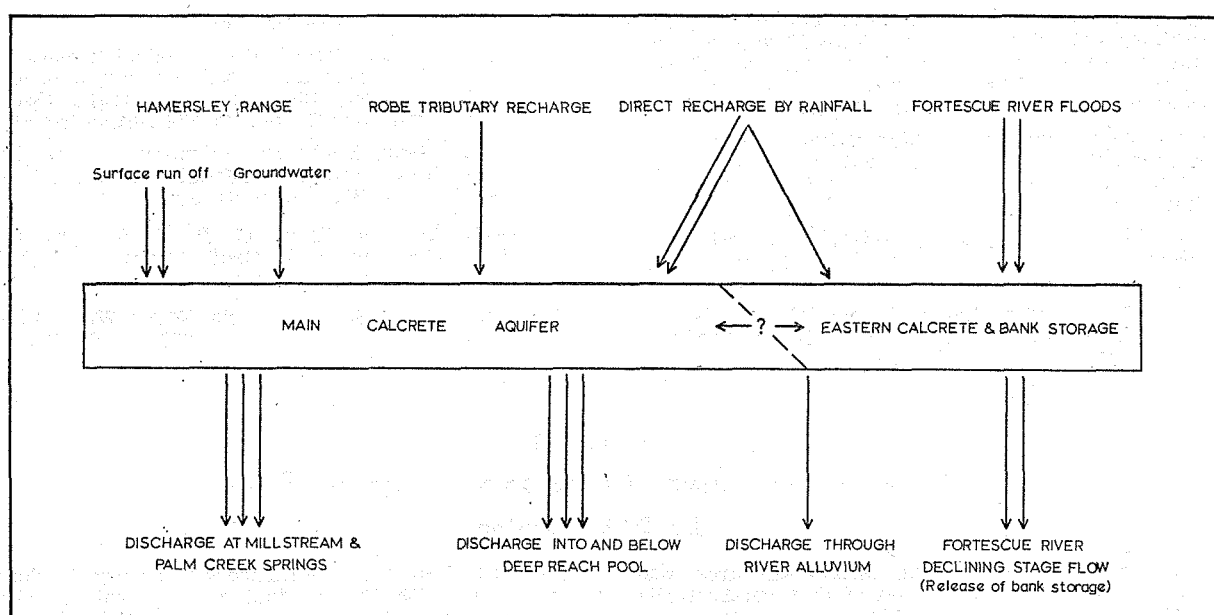 HAMERSLEY RANGE
ROBE TRIBUTARY RECHARGE
DIRECT RECHARGE BY RAINFALL
FORTESCUE RIVER FLOODS
Surface run off
Groundwater
MAIN CALCRETE AQUIFER
?
EASTERN CALCRETE & BANK STORAGE
DISCHARGE AT MILLSTREAM &
PALM CREEK SPRINGS
DISCHARGE INTO AND BELOW
DEEP REACH POOL
DISCHARGE THROUGH
RIVER ALLUVIUM
FORTESCUE RIVER
DECLINING STAGE FLOW
(Release of bank storage)